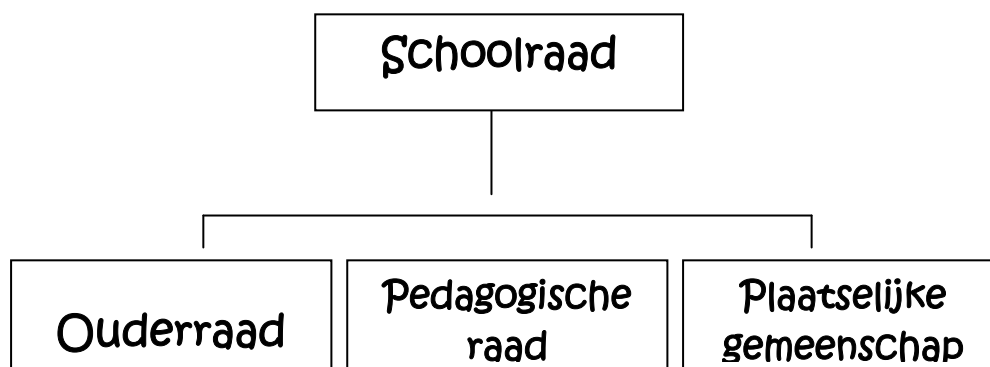 Schoolraad
Ouderraad
Pedagogische
raad
Plaatselijke
gemeenschap